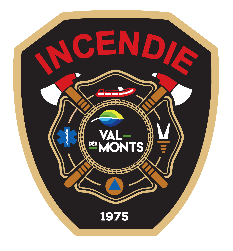 INCENDIE
VAL
DES MONTS
1975